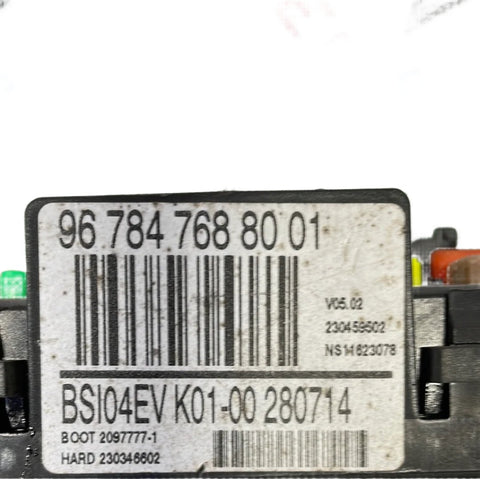 96 784 768 80 01
V05.02
230459502
NS14623078
BSI04EV K01-00 280714
BOOT 2097777-1
HARD 230346602